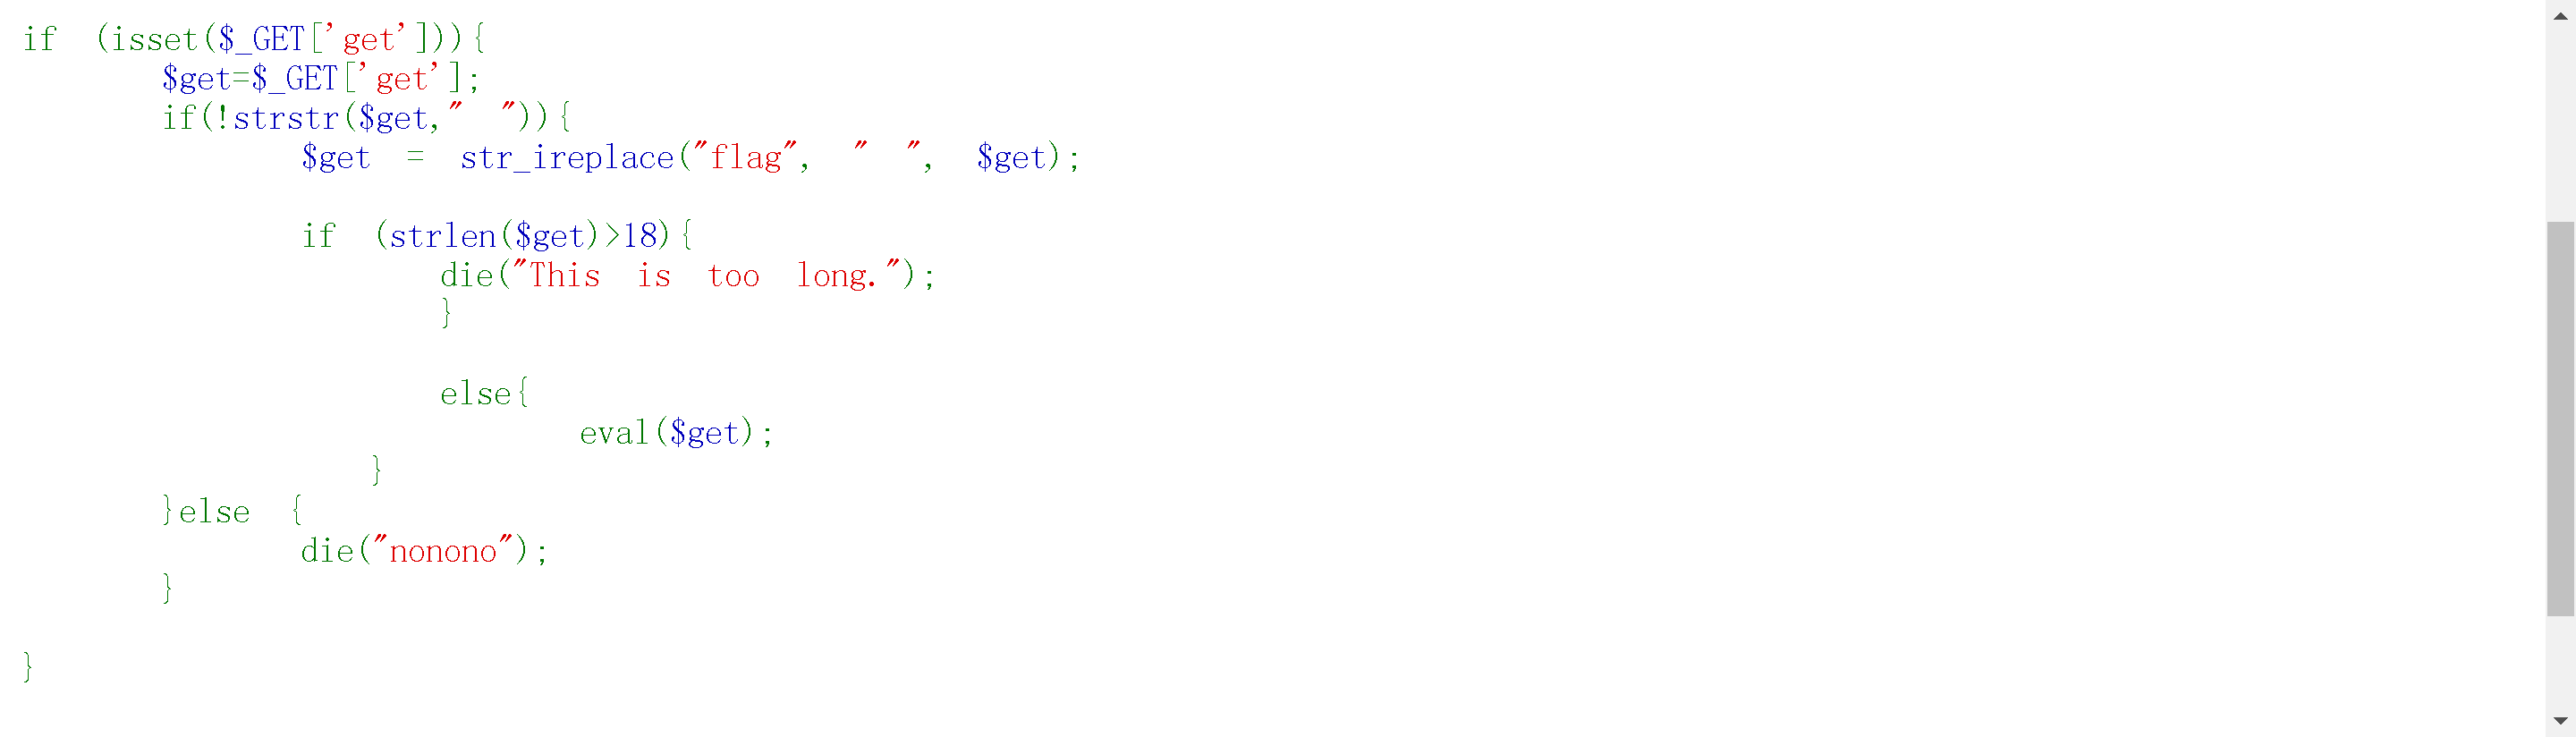 if (isset($_GET['get'])){
$get=$_GET['get'];
if(!strstr($get," ")){
$get = str_ireplace("flag", " ", $get);
if (strlen($get)>18){
die("This is too long.");
}
else{
eval($get);
}
}else {
die("nonono");
}
}